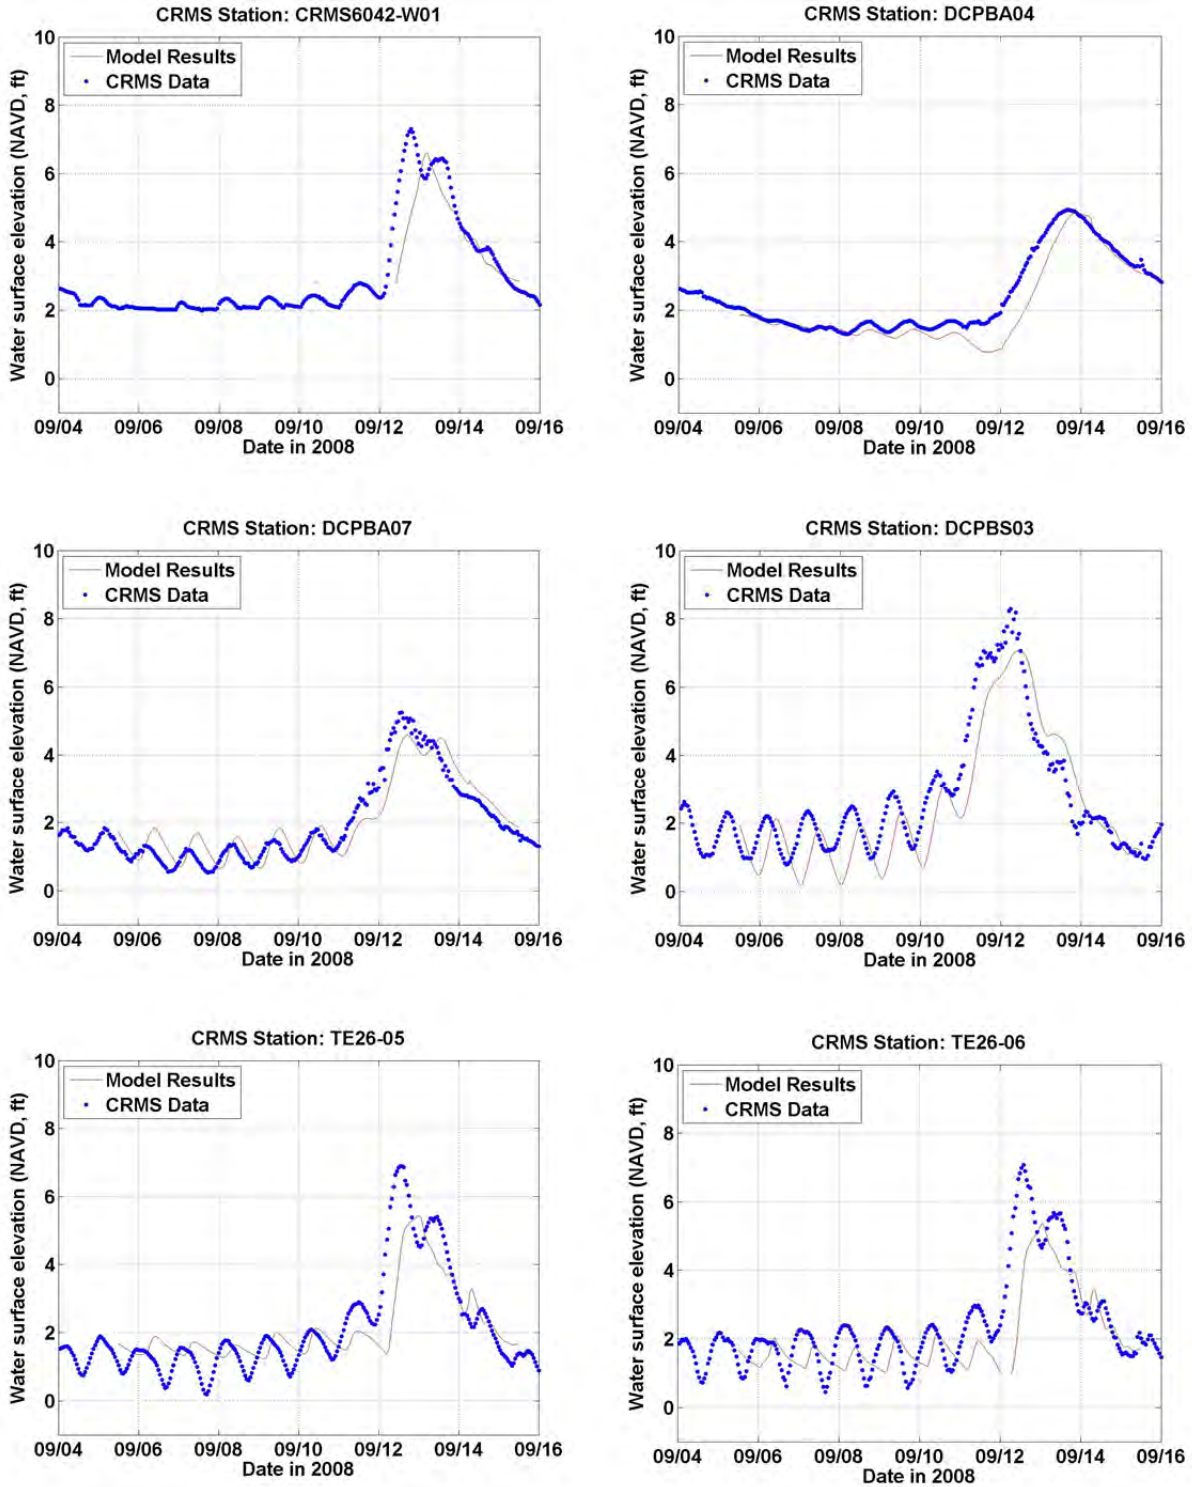 CRMS Station: CRMS6042-W01
Water surface elevation (NAVD, ft)
10
8
6
4
2
0
Model Results
CRMS Data
09/04 09/06 09/08 09/10 09/12 09/14 09/16
Date in 2008
CRMS Station: DCPBA04
Water surface elevation (NAVD, ft)
10
8
6
4
2
0
Model Results
CRMS Data
09/04 09/06 09/08 09/10 09/12 09/14 09/16
Date in 2008
CRMS Station: DCPBA07
Water surface elevation (NAVD, ft)
10
8
6
4
2
0
Model Results
CRMS Data
09/04 09/06 09/08 09/10 09/12 09/14 09/16
Date in 2008
CRMS Station: DCPBS03
Water surface elevation (NAVD, ft)
10
8
6
4
2
0
Model Results
CRMS Data
09/04 09/06 09/08 09/10 09/12 09/14 09/16
Date in 2008
CRMS Station: TE26-05
Water surface elevation (NAVD, ft)
10
8
6
4
2
0
Model Results
CRMS Data
09/04 09/06 09/08 09/10 09/12 09/14 09/16
Date in 2008
CRMS Station: TE26-06
Water surface elevation (NAVD, ft)
10
8
6
4
2
0
Model Results
CRMS Data
09/04 09/06 09/08 09/10 09/12 09/14 09/16
Date in 2008